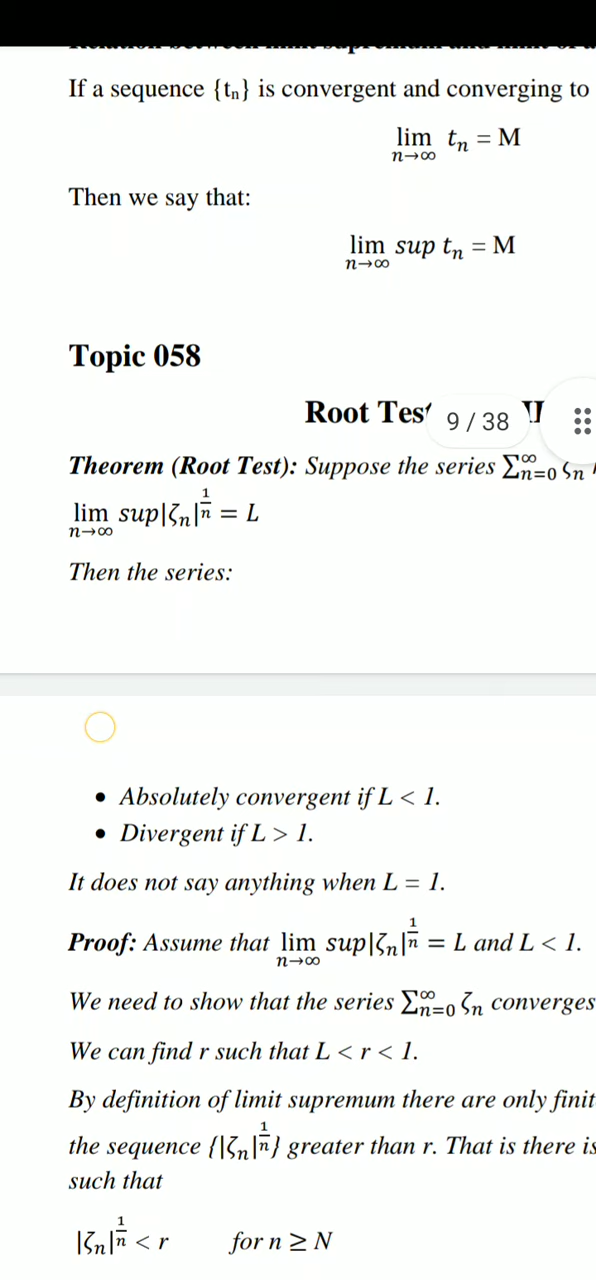 If a sequence {tₙ} is convergent and converging to
lim tₙ = M
n→∞
Then we say that:
lim sup tₙ = M
n→∞
Topic 058
Root Test
9 / 38
Theorem (Root Test): Suppose the series ∑_{n=0}^{∞} ζₙ
lim sup|ζₙ|^{1/n} = L
n→∞
Then the series:
• Absolutely convergent if L < 1.
• Divergent if L > 1.
It does not say anything when L = 1.
Proof: Assume that lim sup|ζₙ|^{1/n} = L and L < 1.
n→∞
We need to show that the series ∑_{n=0}^{∞} ζₙ converges
We can find r such that L < r < 1.
By definition of limit supremum there are only finit
the sequence {|ζₙ|^{1/n}} greater than r. That is there is
such that
|ζₙ|^{1/n} < r for n ≥ N